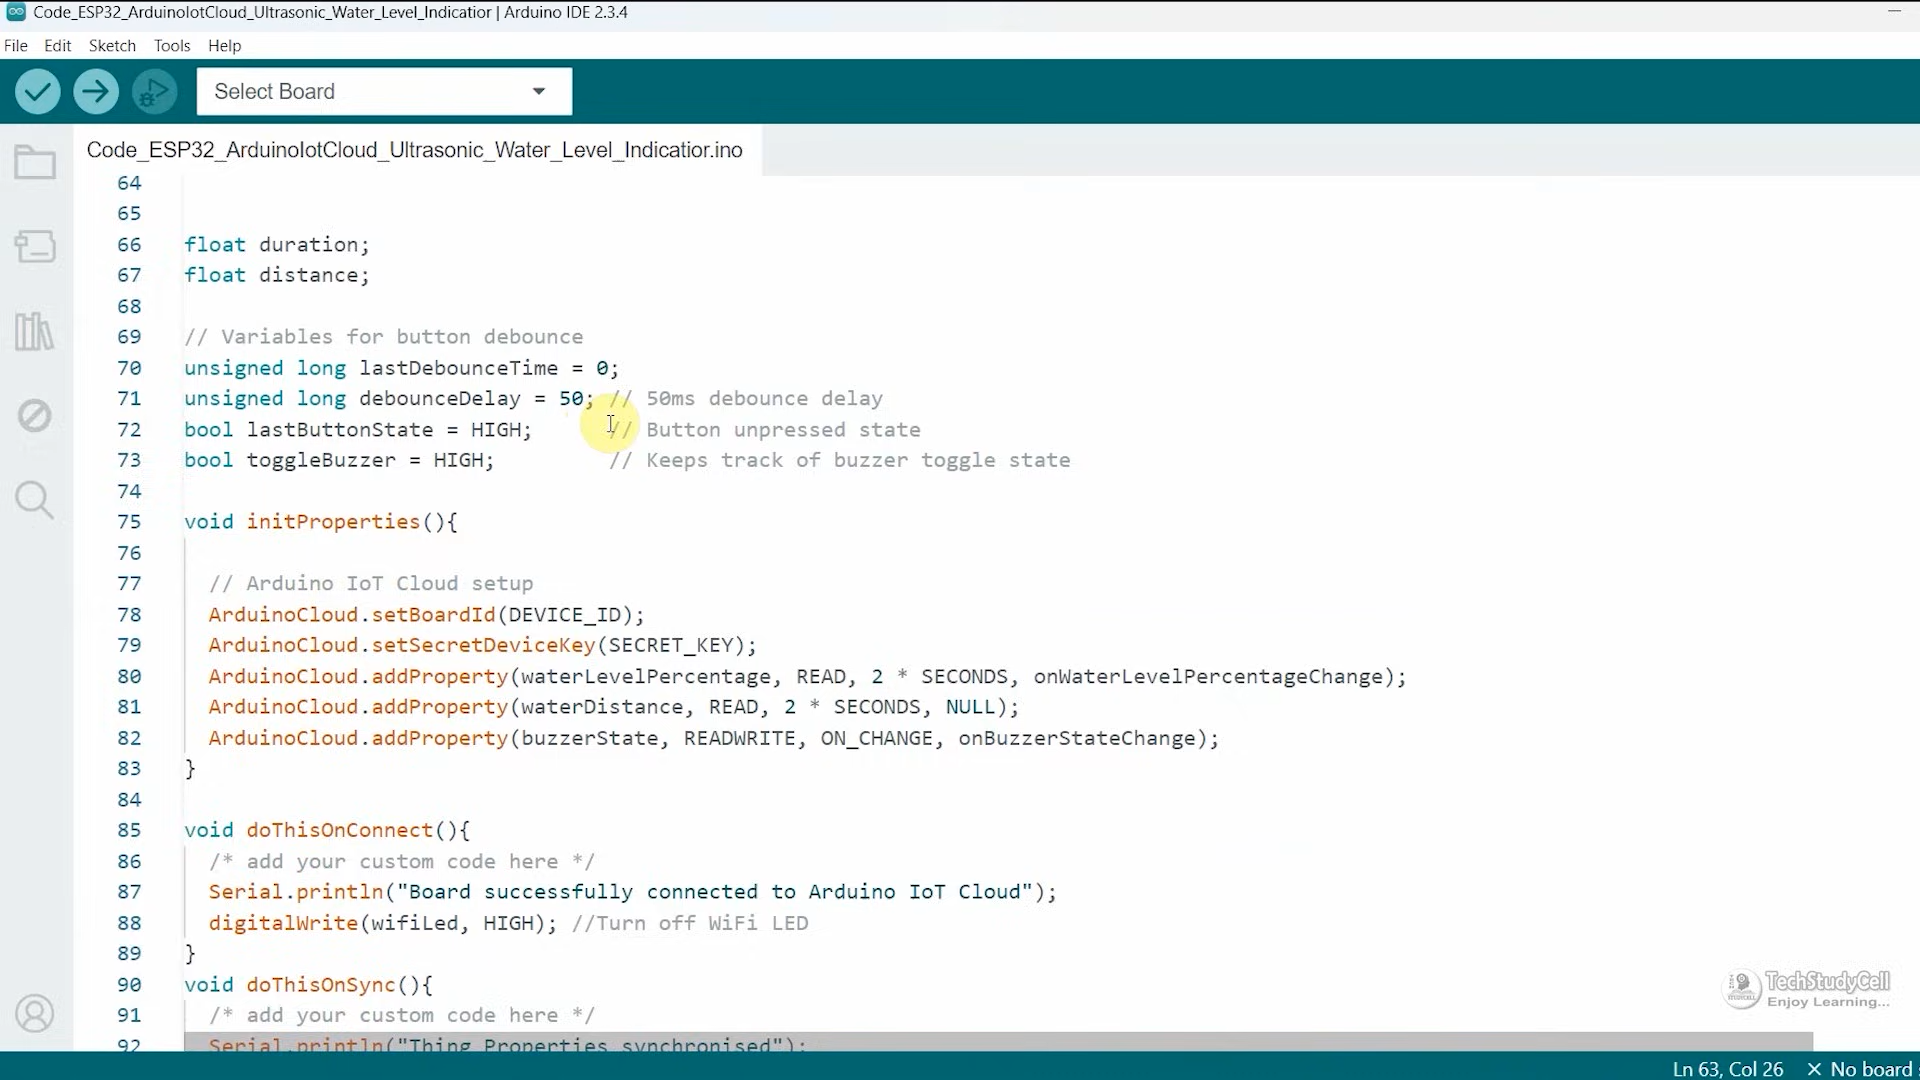 Code_ESP32_ArduinoIotCloud_Ultrasonic_Water_Level_Indicatior | Arduino IDE 2.3.4
File Edit Sketch Tools Help
Select Board
Code_ESP32_ArduinoIotCloud_Ultrasonic_Water_Level_Indicatior.ino
64
65
66 float duration;
67 float distance;
68
69 // Variables for button debounce
70 unsigned long lastDebounceTime = 0;
71 unsigned long debounceDelay = 50; // 50ms debounce delay
72 bool lastButtonState = HIGH; // Button unpressed state
73 bool toggleBuzzer = HIGH; // Keeps track of buzzer toggle state
74
75 void initProperties(){
76
77 // Arduino IoT Cloud setup
78 ArduinoCloud.setBoardId(DEVICE_ID);
79 ArduinoCloud.setSecretDeviceKey(SECRET_KEY);
80 ArduinoCloud.addProperty(waterLevelPercentage, READ, 2 * SECONDS, onWaterLevelPercentageChange);
81 ArduinoCloud.addProperty(waterDistance, READ, 2 * SECONDS, NULL);
82 ArduinoCloud.addProperty(buzzerState, READWRITE, ON_CHANGE, onBuzzerStateChange);
83 }
84
85 void doThisOnConnect(){
86 /* add your custom code here */
87 Serial.println("Board successfully connected to Arduino IoT Cloud");
88 digitalWrite(wifiLed, HIGH); //Turn off WiFi LED
89 }
90 void doThisOnSync(){
91 /* add your custom code here */
92 Serial.println("Thing Properties synchronised");
TechStudyCell
Enjoy Learning...
Ln 63, Col 26 × No board